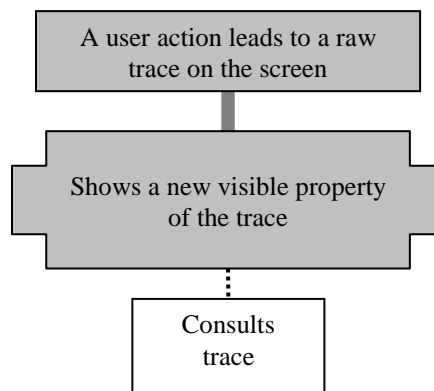 A user action leads to a raw
trace on the screen
Shows a new visible property
of the trace
Consults
trace